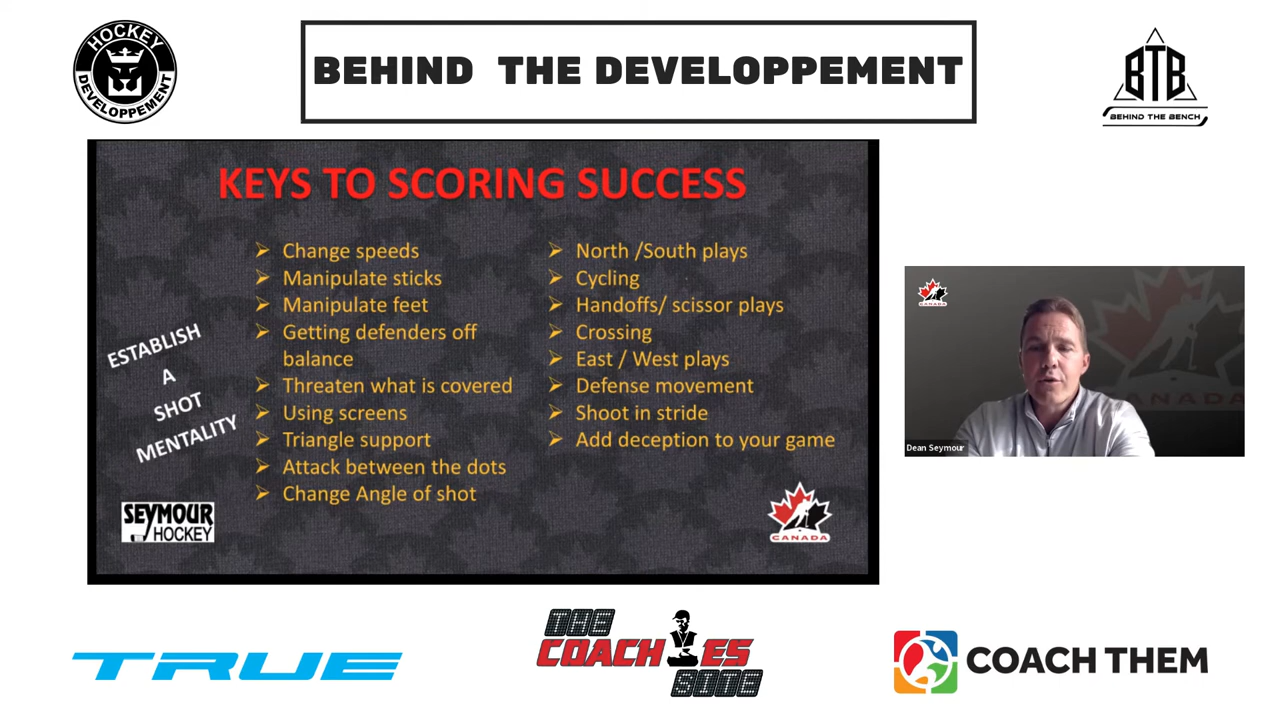 HOCKEY
DEVELOPPEMENT
BEHIND THE DEVELOPPEMENT
BTB
BEHIND THE BENCH
KEYS TO SCORING SUCCESS
ESTABLISH
A
SHOT
MENTALITY
Change speeds
Manipulate sticks
Manipulate feet
Getting defenders off
balance
Threaten what is covered
Using screens
Triangle support
Attack between the dots
Change Angle of shot
North /South plays
Cycling
Handoffs/ scissor plays
Crossing
East / West plays
Defense movement
Shoot in stride
Add deception to your game
SEYMOUR
HOCKEY
CANADA
CANADA
CANADA
Dean Seymour
TRUE
THE
COACHES
SITE
COACH THEM